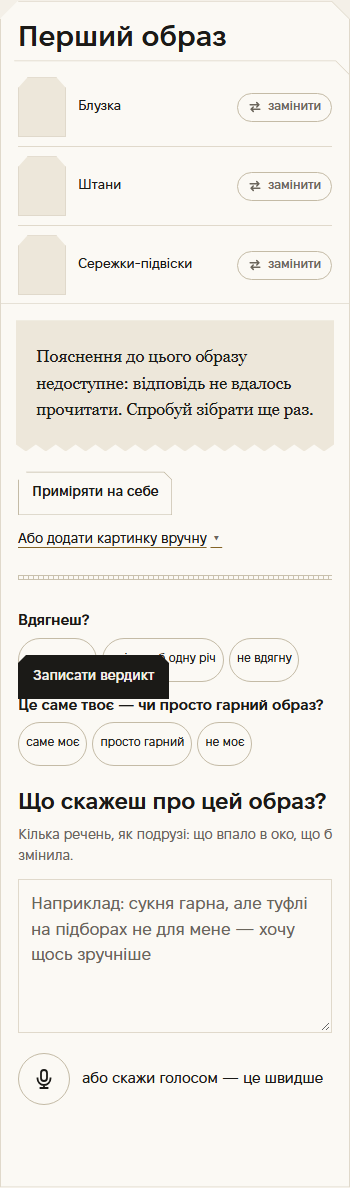 Перший образ
Блузка
замінити
Штани
замінити
Сережки-підвіски
замінити
Пояснення до цього образу
недоступне: відповідь не вдалось
прочитати. Спробуй зібрати ще раз.
Приміряти на себе
Або додати картинку вручну
Вдягнеш?
одну річ
не вдягну
Записати вердикт
Це саме твоє — чи просто гарний образ?
саме моє
просто гарний
не моє
Що скажеш про цей образ?
Кілька речень, як подрузі: що впало в око, що б
змінила.
Наприклад: сукня гарна, але туфлі
на підборах не для мене — хочу
щось зручніше
або скажи голосом — це швидше